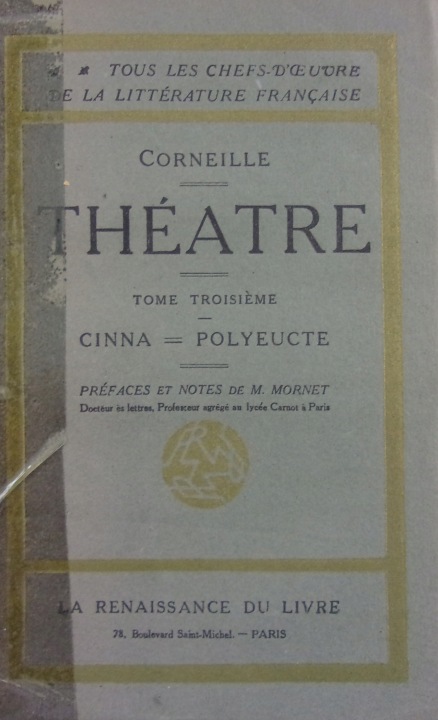 TOUS LES CHEFS-D'ŒUVRE
DE LA LITTÉRATURE FRANÇAISE
CORNEILLE
THÉATRE
TOME TROISIÈME
CINNA = POLYEUCTE
PRÉFACES ET NOTES DE M. MORNET
Docteur ès lettres, Professeur agrégé au lycée Carnot à Paris
LA RENAISSANCE DU LIVRE
78, Boulevard Saint-Michel. — PARIS